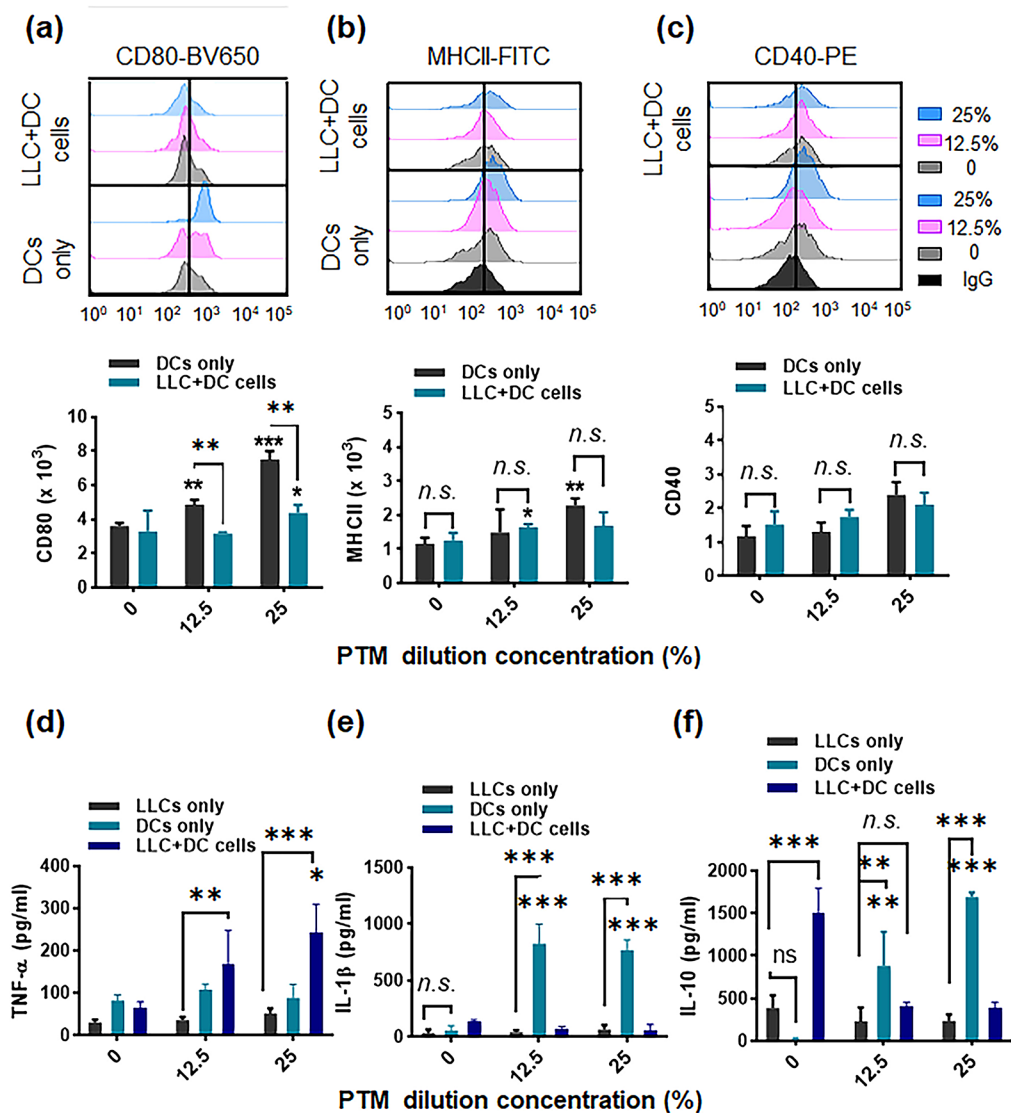 (a)
(b)
(c)
CD80-BV650
MHCII-FITC
CD40-PE
LLC+DC cells
DCs only
10⁰ 10¹ 10² 10³ 10⁴ 10⁵
LLC+DC cells
DCs only
10⁰ 10¹ 10² 10³ 10⁴ 10⁵
LLC+DC cells
DCs only
10⁰ 10¹ 10² 10³ 10⁴ 10⁵
25%
12.5%
0
25%
12.5%
0
IgG
DCs only
LLC+DC cells
CD80 (x 10³)
10
8
6
4
2
0
** *** ** ** *
0 12.5 25
DCs only
LLC+DC cells
MHCII (x 10³)
5
4
3
2
1
0
n.s. n.s. * n.s. **
0 12.5 25
DCs only
LLC+DC cells
CD40
5
4
3
2
1
0
n.s. n.s. n.s.
0 12.5 25
PTM dilution concentration (%)
(d)
LLCs only
DCs only
LLC+DC cells
TNF-α (pg/ml)
400
300
200
100
0
** *** *
0 12.5 25
(e)
LLCs only
DCs only
LLC+DC cells
IL-1β (pg/ml)
1500
1000
500
0
n.s. *** *** *** ***
0 12.5 25
(f)
LLCs only
DCs only
LLC+DC cells
IL-10 (pg/ml)
2000
1500
1000
500
0
*** ns n.s. ** ** *** ***
0 12.5 25
PTM dilution concentration (%)